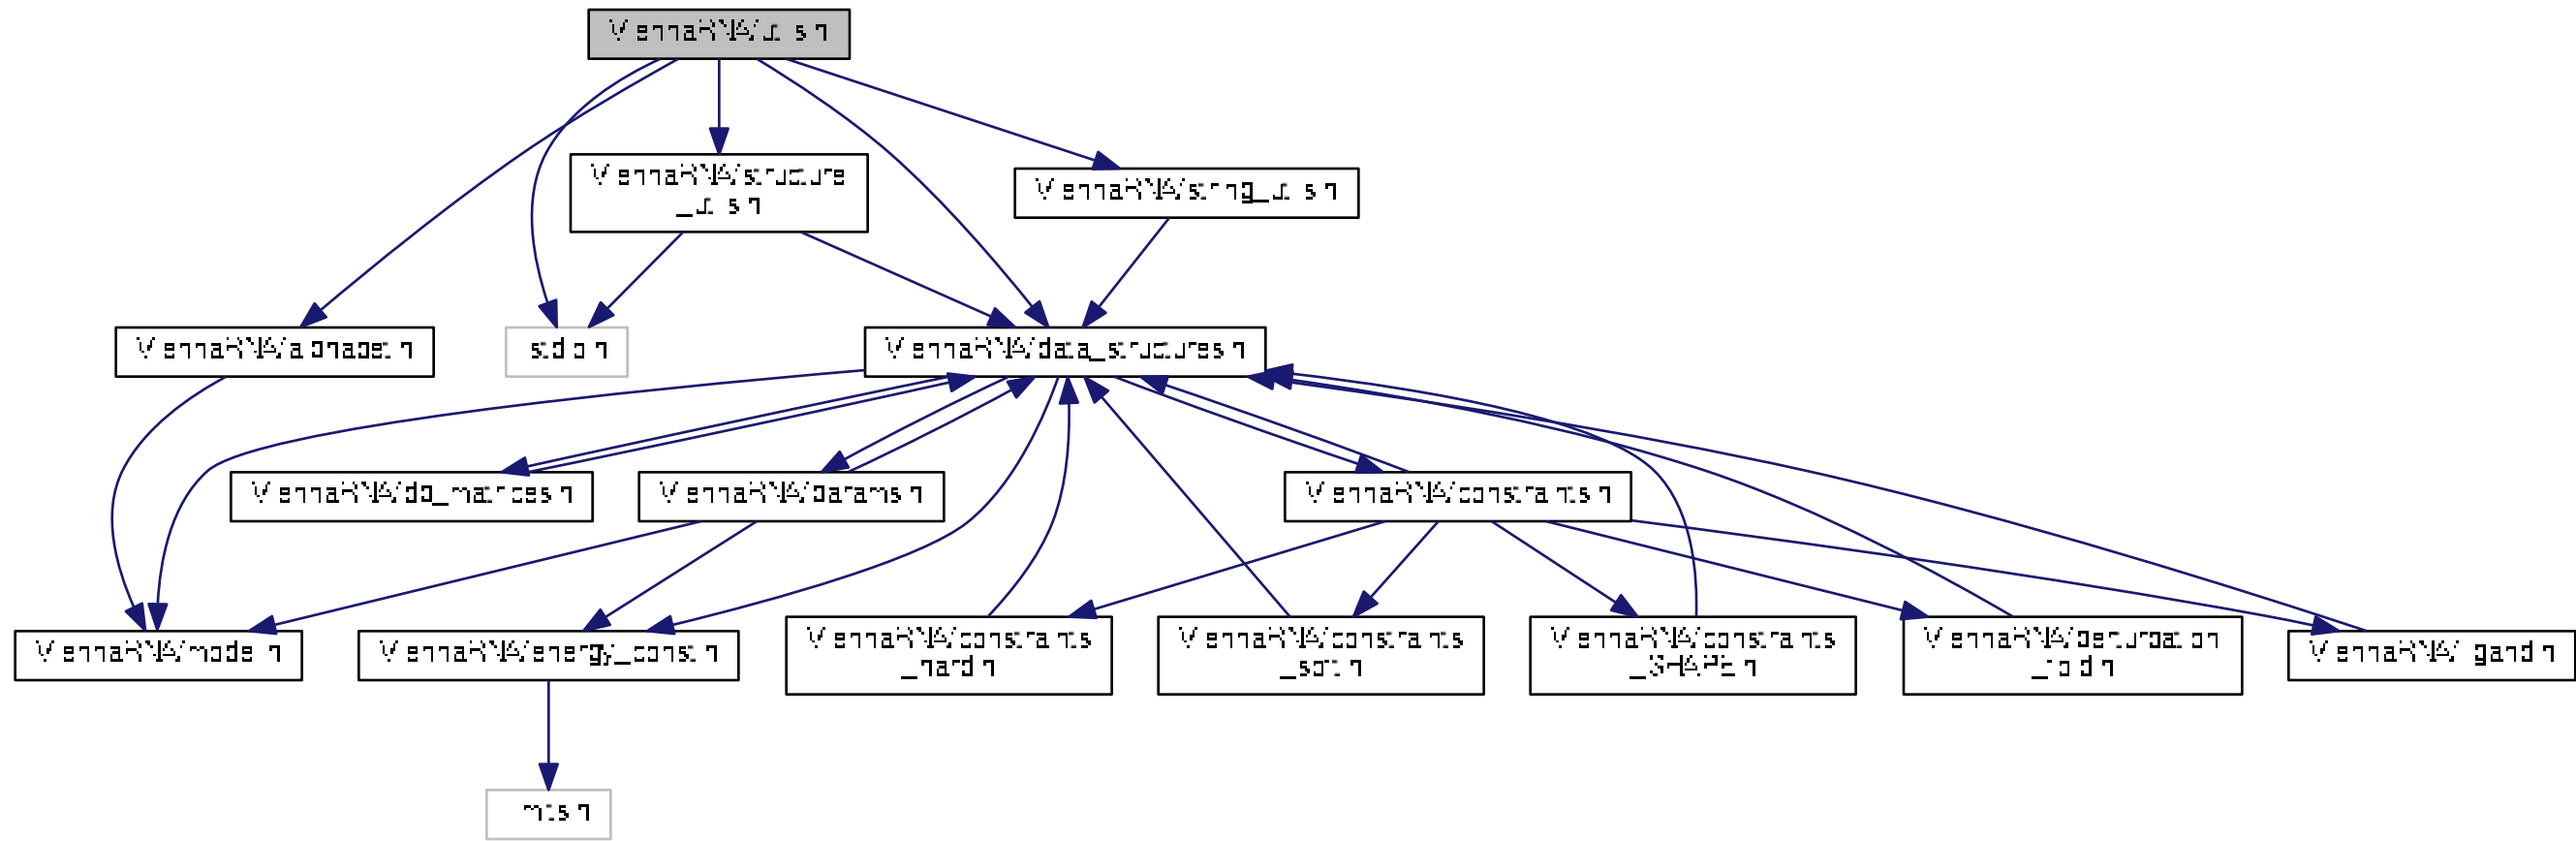 ViennaRNA/utils.h
ViennaRNA/structure
_utils.h
ViennaRNA/string_utils.h
ViennaRNA/alphabet.h
stdio.h
ViennaRNA/data_structures.h
ViennaRNA/dp_matrices.h
ViennaRNA/params.h
ViennaRNA/constraints.h
ViennaRNA/model.h
ViennaRNA/energy_const.h
ViennaRNA/constraints
_hard.h
ViennaRNA/constraints
_soft.h
ViennaRNA/constraints
_SHAPE.h
ViennaRNA/perturbation
_fold.h
ViennaRNA/ligand.h
limits.h